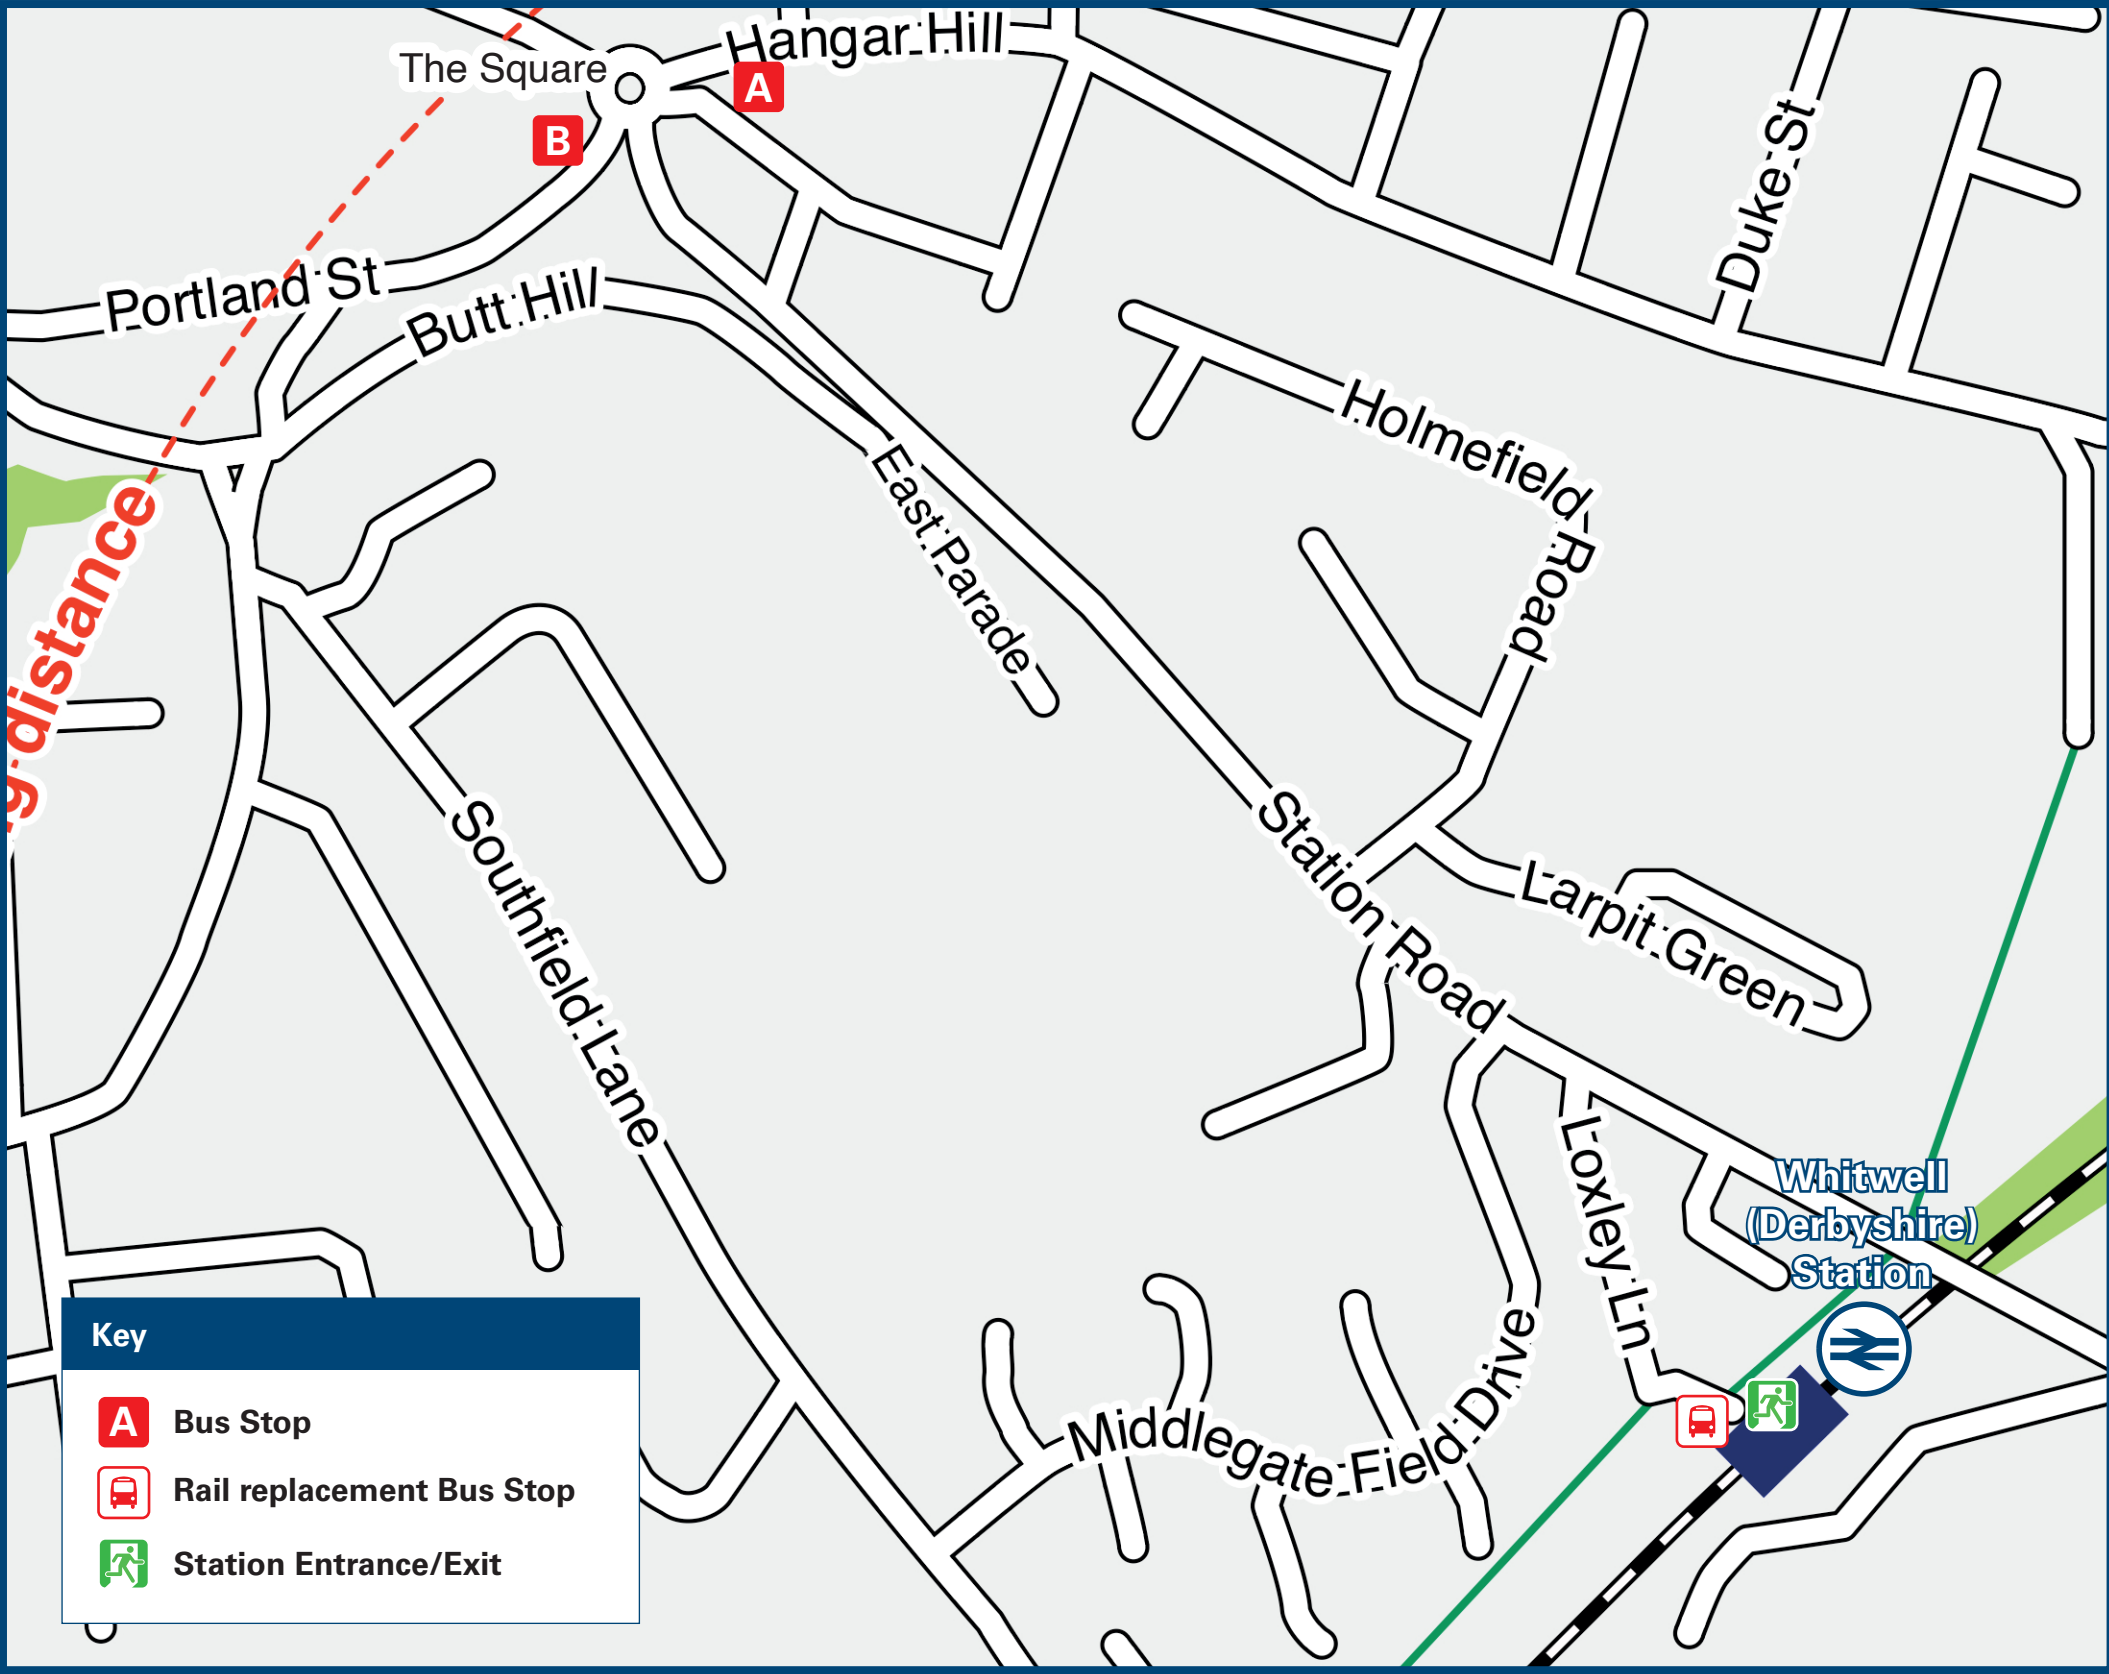 Hangar Hill
The Square
A
B
Duke St
Portland St
Butt Hill
Holmefield Road
East Parade
g distance
Station Road
Southfield Lane
Larpit Green
Loxley Ln
Whitwell
(Derbyshire)
Station
Middlegate Field Drive
Key
A Bus Stop
Rail replacement Bus Stop
Station Entrance/Exit